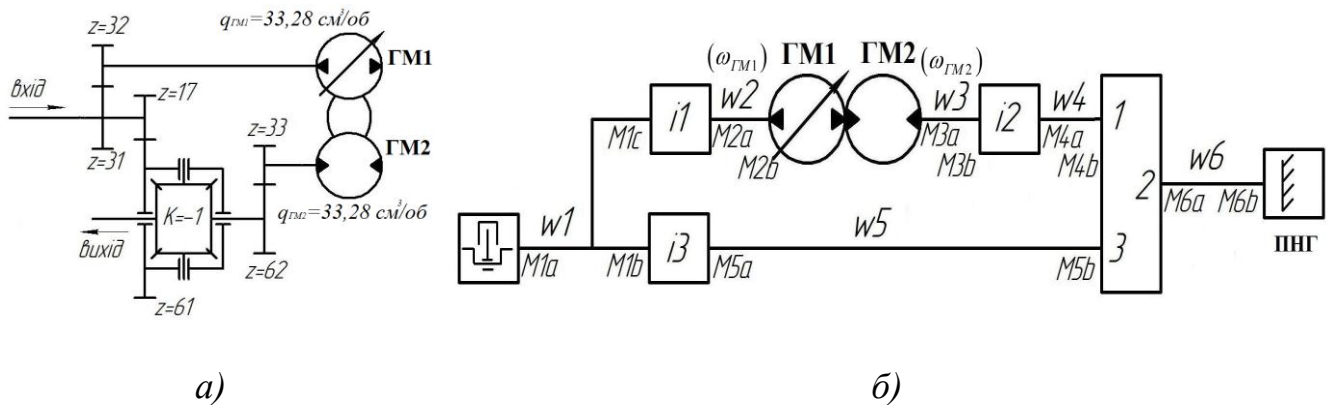 z=32
q_ГМ1=33,28 см³/об
ГМ1
вхід
z=17
z=31
z=33
ГМ2
K=-1
q_ГМ2=33,28 см³/об
вихід
z=62
z=61
а)
(ω_ГМ1)
ГМ1
ГМ2
(ω_ГМ2)
i1
w2
w3
i2
w4
M1c
M2a
M2b
M3a
M3b
M4a
M4b
1
2
3
w6
M6a
M6b
ПНГ
w1
M1a
M1b
i3
w5
M5a
M5b
б)